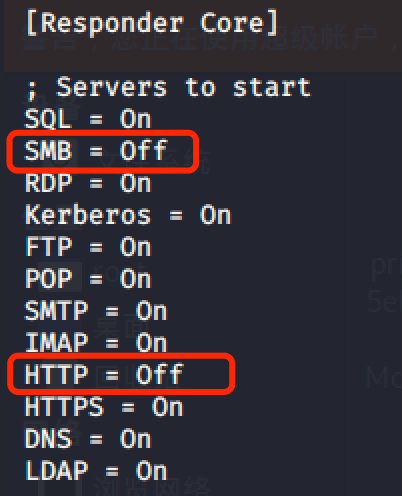 [Responder Core]
; Servers to start
SQL = On
SMB = Off
RDP = On
Kerberos = On
FTP = On
POP = On
SMTP = On
IMAP = On
HTTP = Off
HTTPS = On
DNS = On
LDAP = On